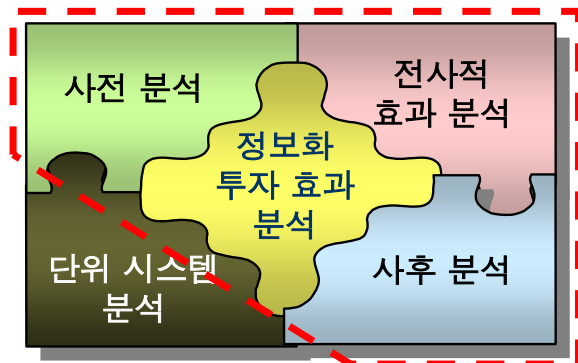 사전 분석
전사적
효과 분석
정보화
투자 효과
분석
단위 시스템
분석
사후 분석